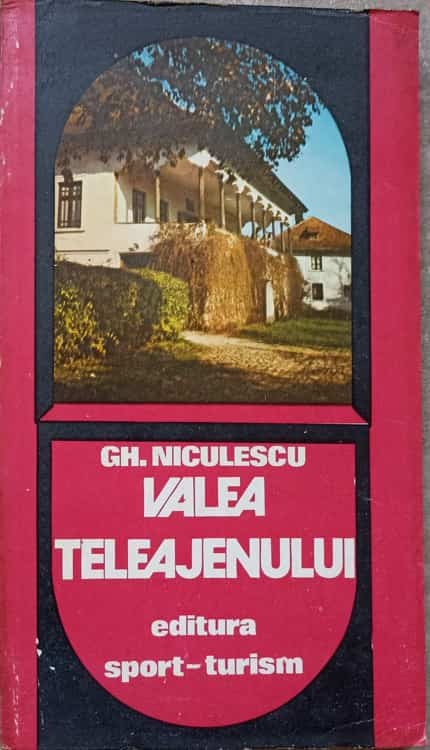 GH. NICULESCU
VALEA
TELEAJENULUI
editura
sport-turism